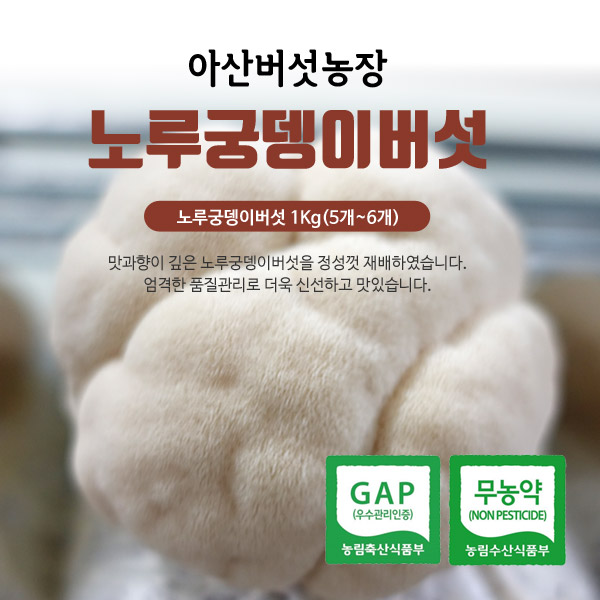 아산버섯농장
노루궁뎅이버섯
노루궁뎅이버섯 1Kg(5개~6개)
맛과향이 깊은 노루궁뎅이버섯을 정성껏 재배하였습니다.
엄격한 품질관리로 더욱 신선하고 맛있습니다.
GAP
(우수관리인증)
농림축산식품부
무농약
(NON PESTICIDE)
농림수산식품부